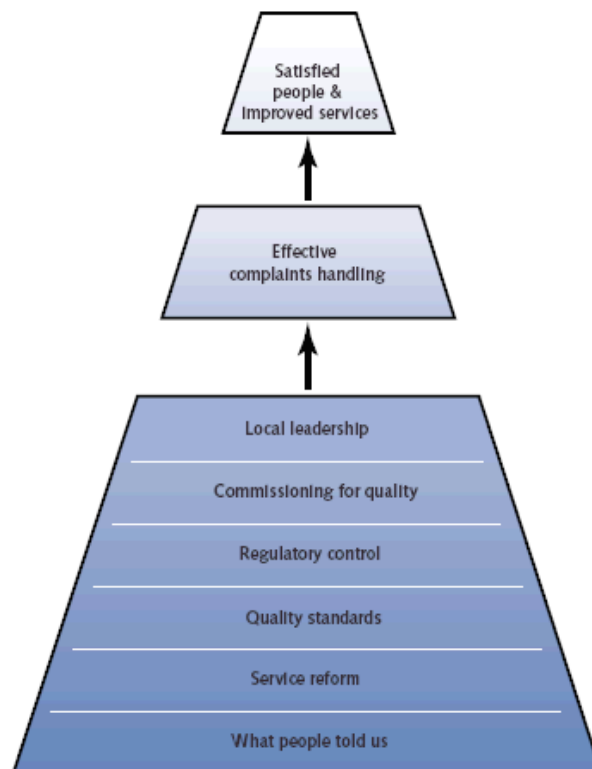 Satisfied
people &
improved services
Effective
complaints handling
Local leadership
Commissioning for quality
Regulatory control
Quality standards
Service reform
What people told us